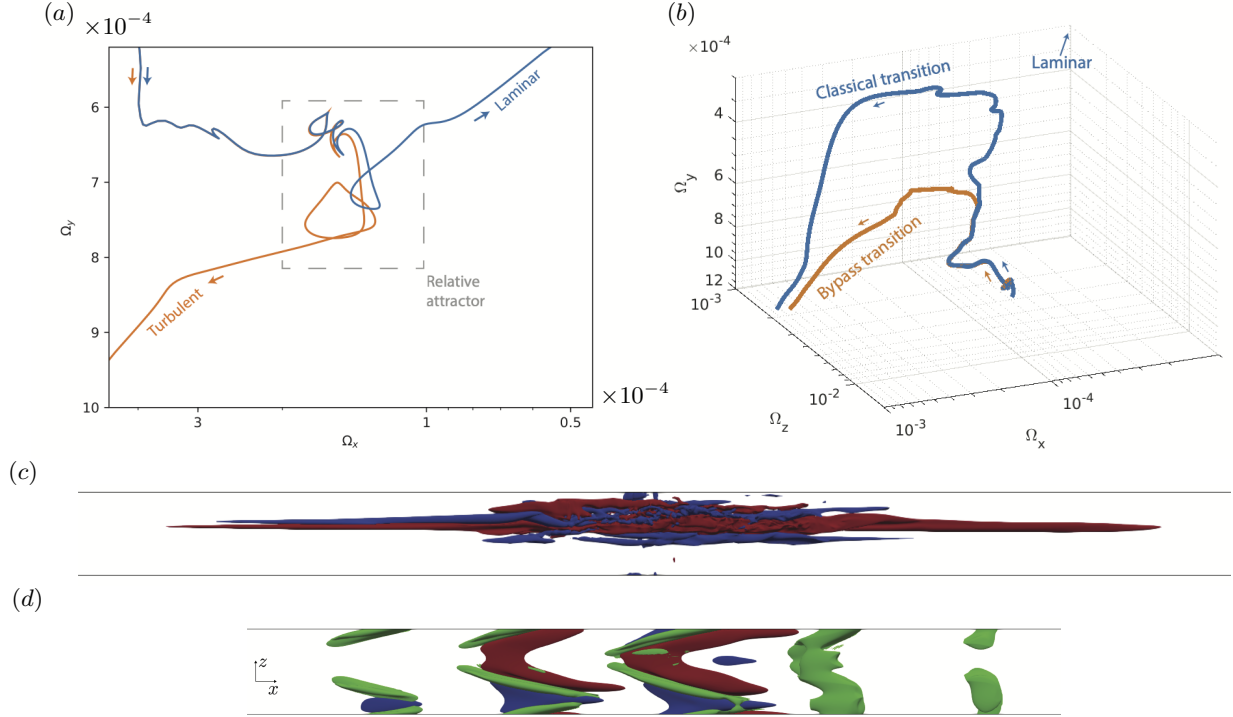 (a)
×10⁻⁴
6
7
8
9
10
Ω_y
3
1
0.5
Ω_x
×10⁻⁴
Laminar
Turbulent
Relative
attractor
(b)
×10⁻⁴
Laminar
Classical transition
Bypass transition
4
6
8
10
12
Ω_y
10⁻³
10⁻²
Ω_z
10⁻³
10⁻⁴
Ω_x
(c)
(d)
z
x